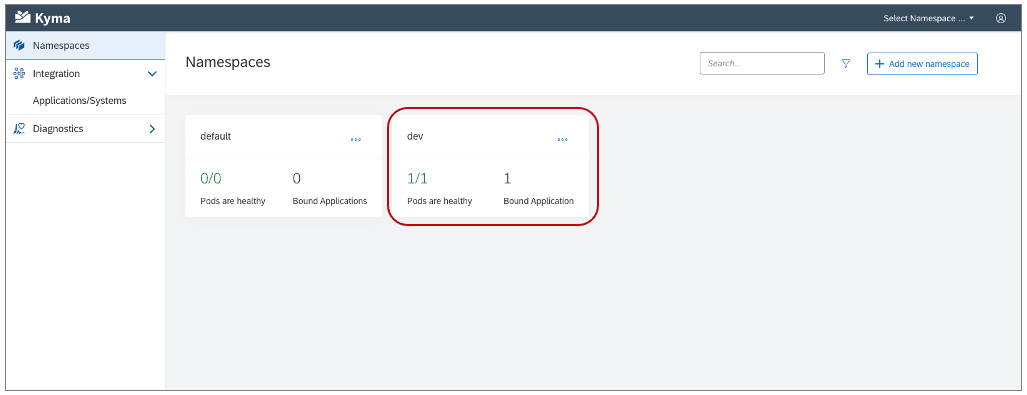 Kyma
Select Namespace ...
Namespaces
Integration
Applications/Systems
Diagnostics
Namespaces
Search...
Add new namespace
default
0/0
0
Pods are healthy
Bound Applications
dev
1/1
1
Pods are healthy
Bound Application